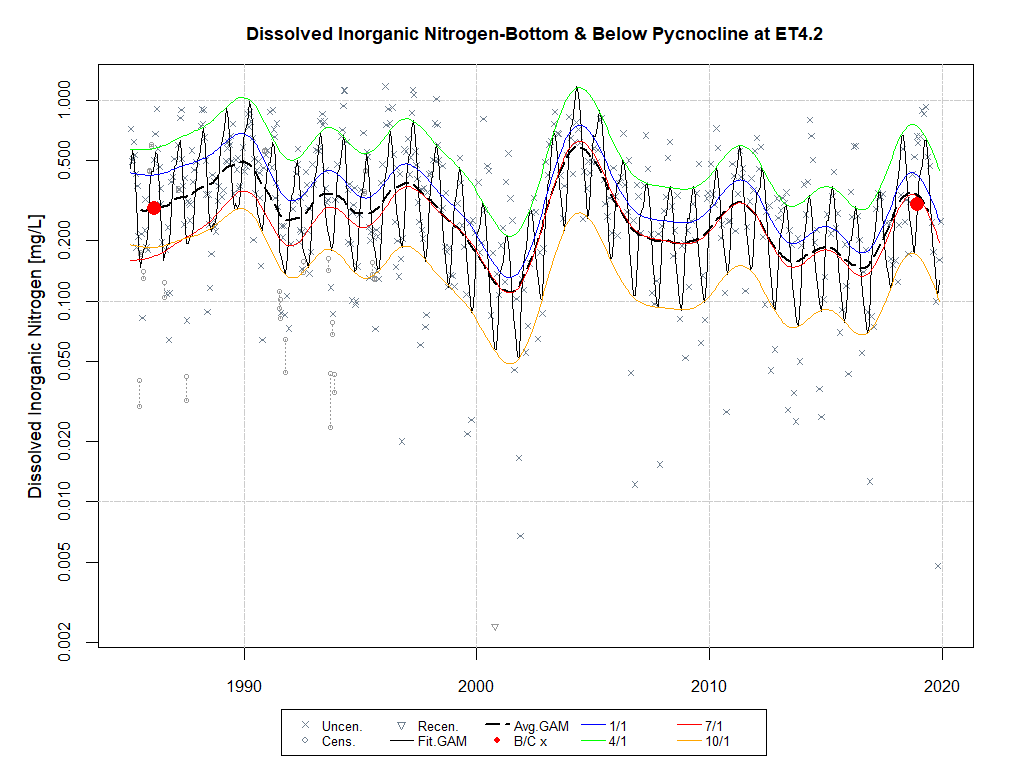 Dissolved Inorganic Nitrogen-Bottom & Below Pycnocline at ET4.2
Dissolved Inorganic Nitrogen [mg/L]
1.000
0.500
0.200
0.100
0.050
0.020
0.010
0.005
0.002
1990 2000 2010 2020
Uncen. Recen. Avg.GAM 1/1 7/1
Cens. Fit.GAM B/C x 4/1 10/1